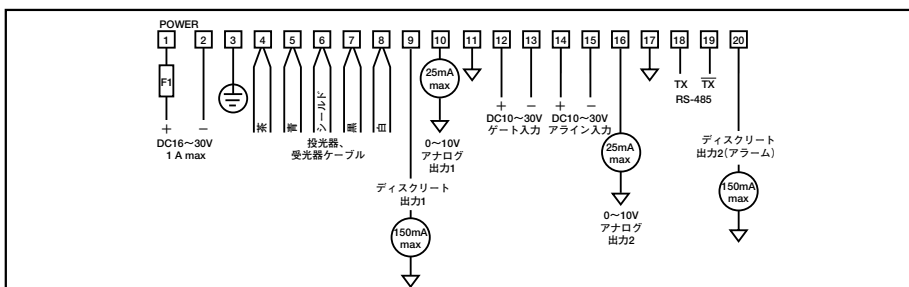 POWER
1 2 3 4 5 6 7 8 9 10 11 12 13 14 15 16 17 18 19 20
F1
+ −
DC16〜30V
1 A max
茶
青
シールド
黒
白
投光器、
受光器ケーブル
25mA
max
0〜10V
アナログ
出力1
ディスクリート
出力1
150mA
max
+ −
DC10〜30V
ゲート入力
+ −
DC10〜30V
アライン入力
25mA
max
0〜10V
アナログ
出力2
TX TX
RS-485
ディスクリート
出力2(アラーム)
150mA
max